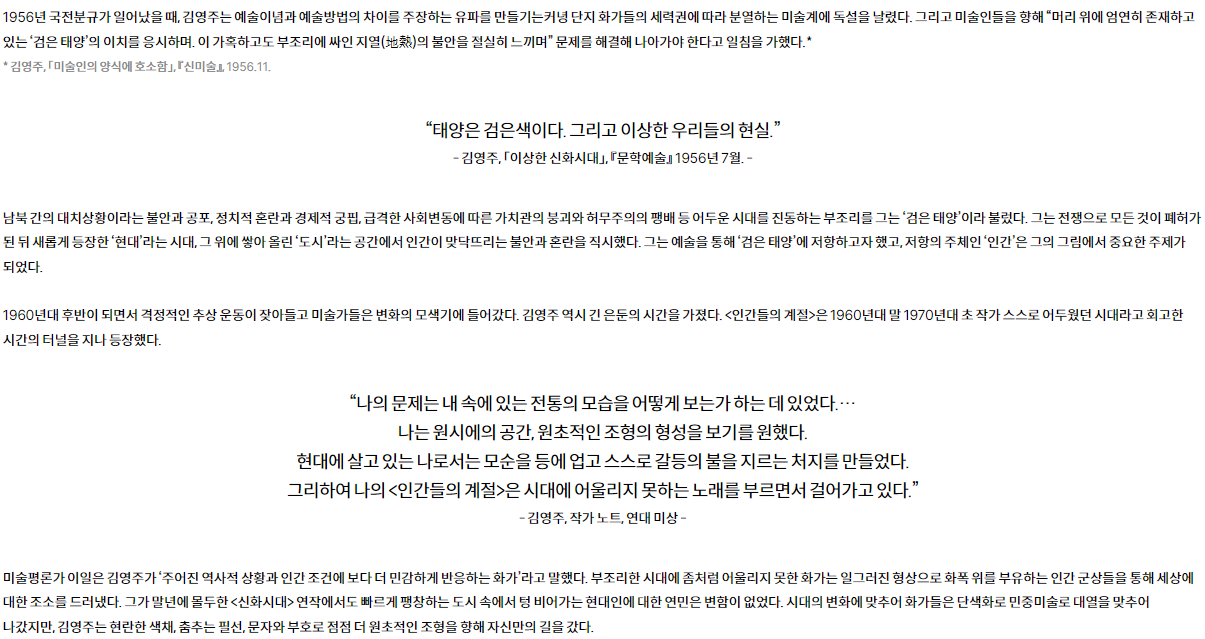 1956년 국전분규가 일어났을 때, 김영주는 예술이념과 예술방법의 차이를 주장하는 유파를 만들기는커녕 단지 화가들의 세력권에 따라 분열하는 미술계에 독설을 날렸다. 그리고 미술인들을 향해 “머리 위에 엄연히 존재하고
있는 ‘검은 태양’의 이치를 응시하며. 이 가혹하고도 부조리에 싸인 지열(地熱)의 불안을 절실히 느끼며” 문제를 해결해 나아가야 한다고 일침을 가했다.*
* 김영주, 「미술인의 양식에 호소함」, 『신미술』, 1956.11.
“태양은 검은색이다. 그리고 이상한 우리들의 현실.”
- 김영주, 「이상한 신화시대」, 『문학예술』 1956년 7월. -
남북 간의 대치상황이라는 불안과 공포, 정치적 혼란과 경제적 궁핍, 급격한 사회변동에 따른 가치관의 붕괴와 허무주의의 팽배 등 어두운 시대를 진동하는 부조리를 그는 ‘검은 태양’이라 불렀다. 그는 전쟁으로 모든 것이 폐허가
된 뒤 새롭게 등장한 ‘현대’라는 시대, 그 위에 쌓아 올린 ‘도시’라는 공간에서 인간이 맞닥뜨리는 불안과 혼란을 직시했다. 그는 예술을 통해 ‘검은 태양’에 저항하고자 했고, 저항의 주체인 ‘인간’은 그의 그림에서 중요한 주제가
되었다.
1960년대 후반이 되면서 격정적인 추상 운동이 잦아들고 미술가들은 변화의 모색기에 들어갔다. 김영주 역시 긴 은둔의 시간을 가졌다. <인간들의 계절>은 1960년대 말 1970년대 초 작가 스스로 어두웠던 시대라고 회고한
시간의 터널을 지나 등장했다.
“나의 문제는 내 속에 있는 전통의 모습을 어떻게 보는가 하는 데 있었다.…
나는 원시에의 공간, 원초적인 조형의 형성을 보기를 원했다.
현대에 살고 있는 나로서는 모순을 등에 업고 스스로 갈등의 불을 지르는 처지를 만들었다.
그리하여 나의 <인간들의 계절>은 시대에 어울리지 못하는 노래를 부르면서 걸어가고 있다.”
- 김영주, 작가 노트, 연대 미상 -
미술평론가 이일은 김영주가 ‘주어진 역사적 상황과 인간 조건에 보다 더 민감하게 반응하는 화가’라고 말했다. 부조리한 시대에 좀처럼 어울리지 못한 화가는 일그러진 형상으로 화폭 위를 부유하는 인간 군상들을 통해 세상에
대한 조소를 드러냈다. 그가 말년에 몰두한 <신화시대> 연작에서도 빠르게 팽창하는 도시 속에서 텅 비어가는 현대인에 대한 연민은 변함이 없었다. 시대의 변화에 맞추어 화가들은 단색화로 민중미술로 대열을 맞추어
나갔지만, 김영주는 현란한 색채, 춤추는 필선, 문자와 부호로 점점 더 원초적인 조형을 향해 자신만의 길을 갔다.